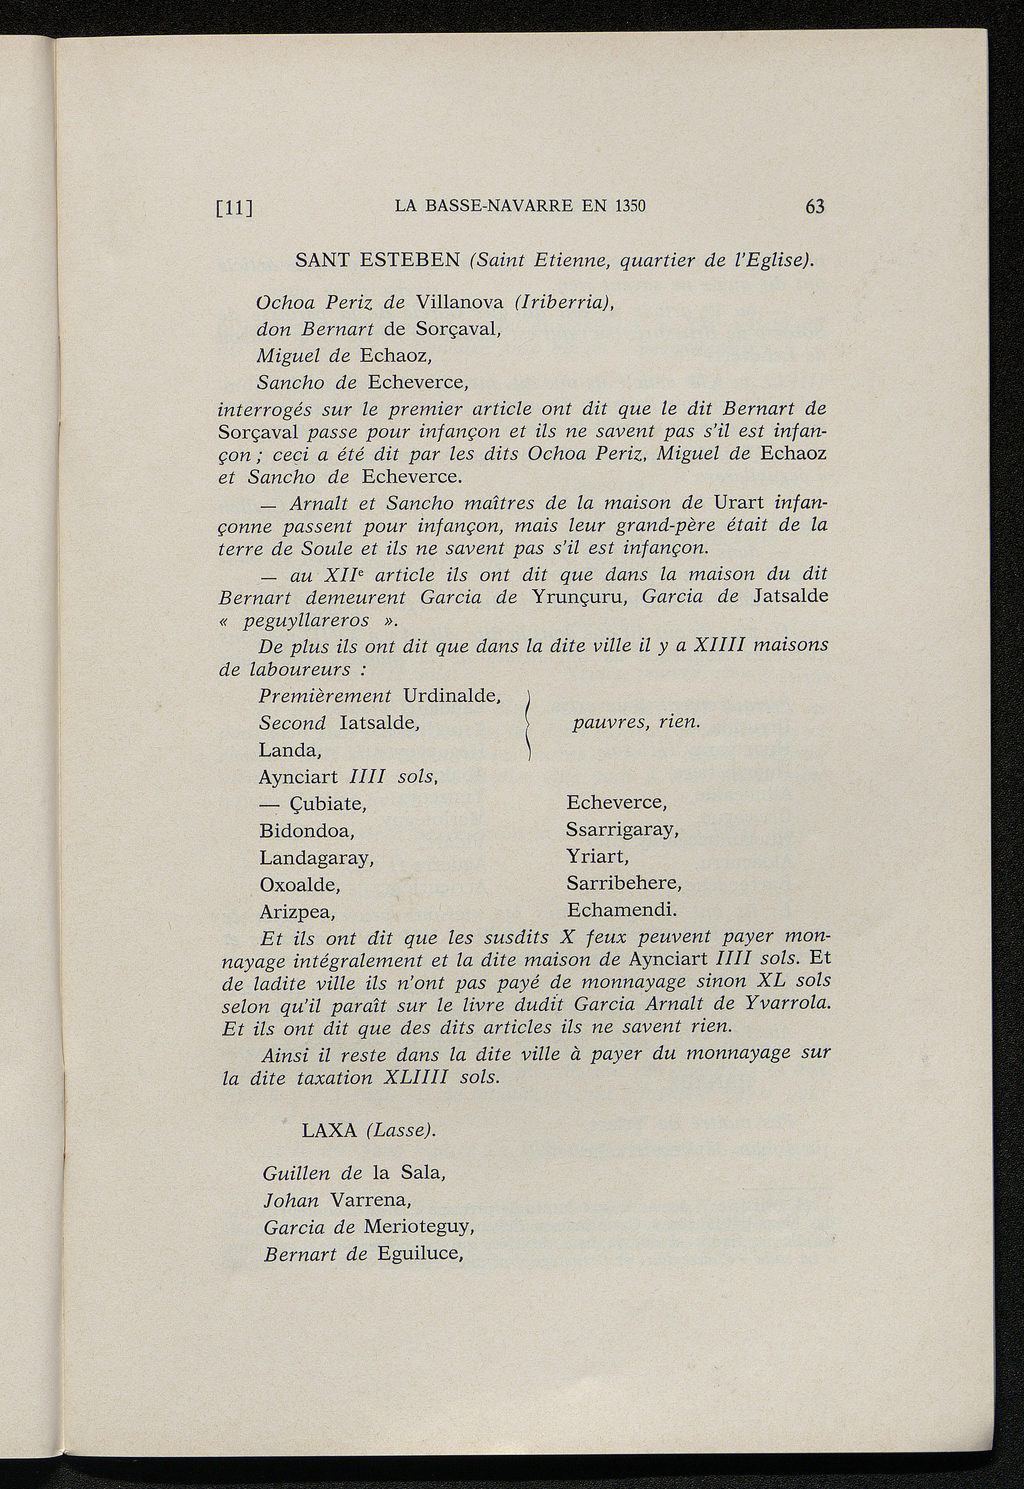 [11] LA BASSE-NAVARRE EN 1350 63
SANT ESTEBEN (Saint Etienne, quartier de l'Eglise).
Ochoa Periz de Villanova (Iriberria),
don Bernart de Sorçaval,
Miguel de Echaoz,
Sancho de Echeverce,
interrogés sur le premier article ont dit que le dit Bernart de
Sorçaval passe pour infançon et ils ne savent pas s'il est infan-
çon ; ceci a été dit par les dits Ochoa Periz, Miguel de Echaoz
et Sancho de Echeverce.
— Arnalt et Sancho maîtres de la maison de Urart infan-
çonne passent pour infançon, mais leur grand-père était de la
terre de Soule et ils ne savent pas s'il est infançon.
— au XIIe article ils ont dit que dans la maison du dit
Bernart demeurent Garcia de Yrunçuru, Garcia de Jatsalde
« peguyllareros ».
De plus ils ont dit que dans la dite ville il y a XIIII maisons
de laboureurs :
Premièrement Urdinalde,
Second Iatsalde, pauvres, rien.
Landa,
Aynciart IIII sols,
— Çubiate, Echeverce,
Bidondoa, Ssarrigaray,
Landagaray, Yriart,
Oxoalde, Sarribehere,
Arizpea, Echamendi.
Et ils ont dit que les susdits X feux peuvent payer mon-
nayage intégralement et la dite maison de Aynciart IIII sols. Et
de ladite ville ils n'ont pas payé de monnayage sinon XL sols
selon qu'il paraît sur le livre dudit Garcia Arnalt de Yvarrola.
Et ils ont dit que des dits articles ils ne savent rien.
Ainsi il reste dans la dite ville à payer du monnayage sur
la dite taxation XLIIII sols.
LAXA (Lasse).
Guillen de la Sala,
Johan Varrena,
Garcia de Merioteguy,
Bernart de Eguiluce,